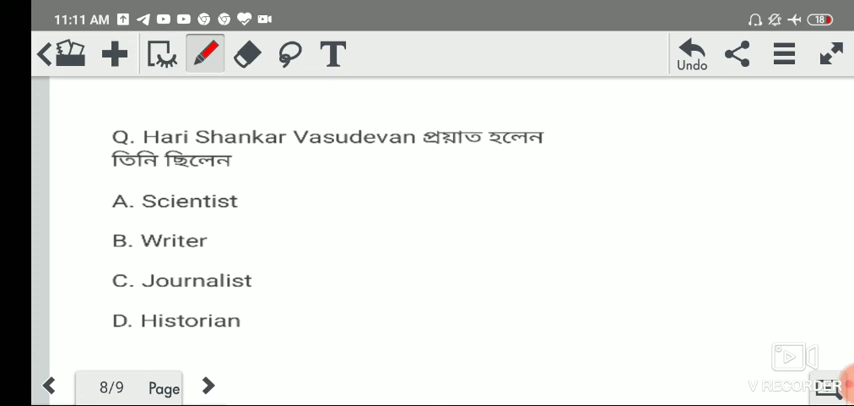 11:11 AM
18
T
Undo
Q. Hari Shankar Vasudevan প্রয়াত হলেন
তিনি ছিলেন
A. Scientist
B. Writer
C. Journalist
D. Historian
8/9 Page
V RECORDER